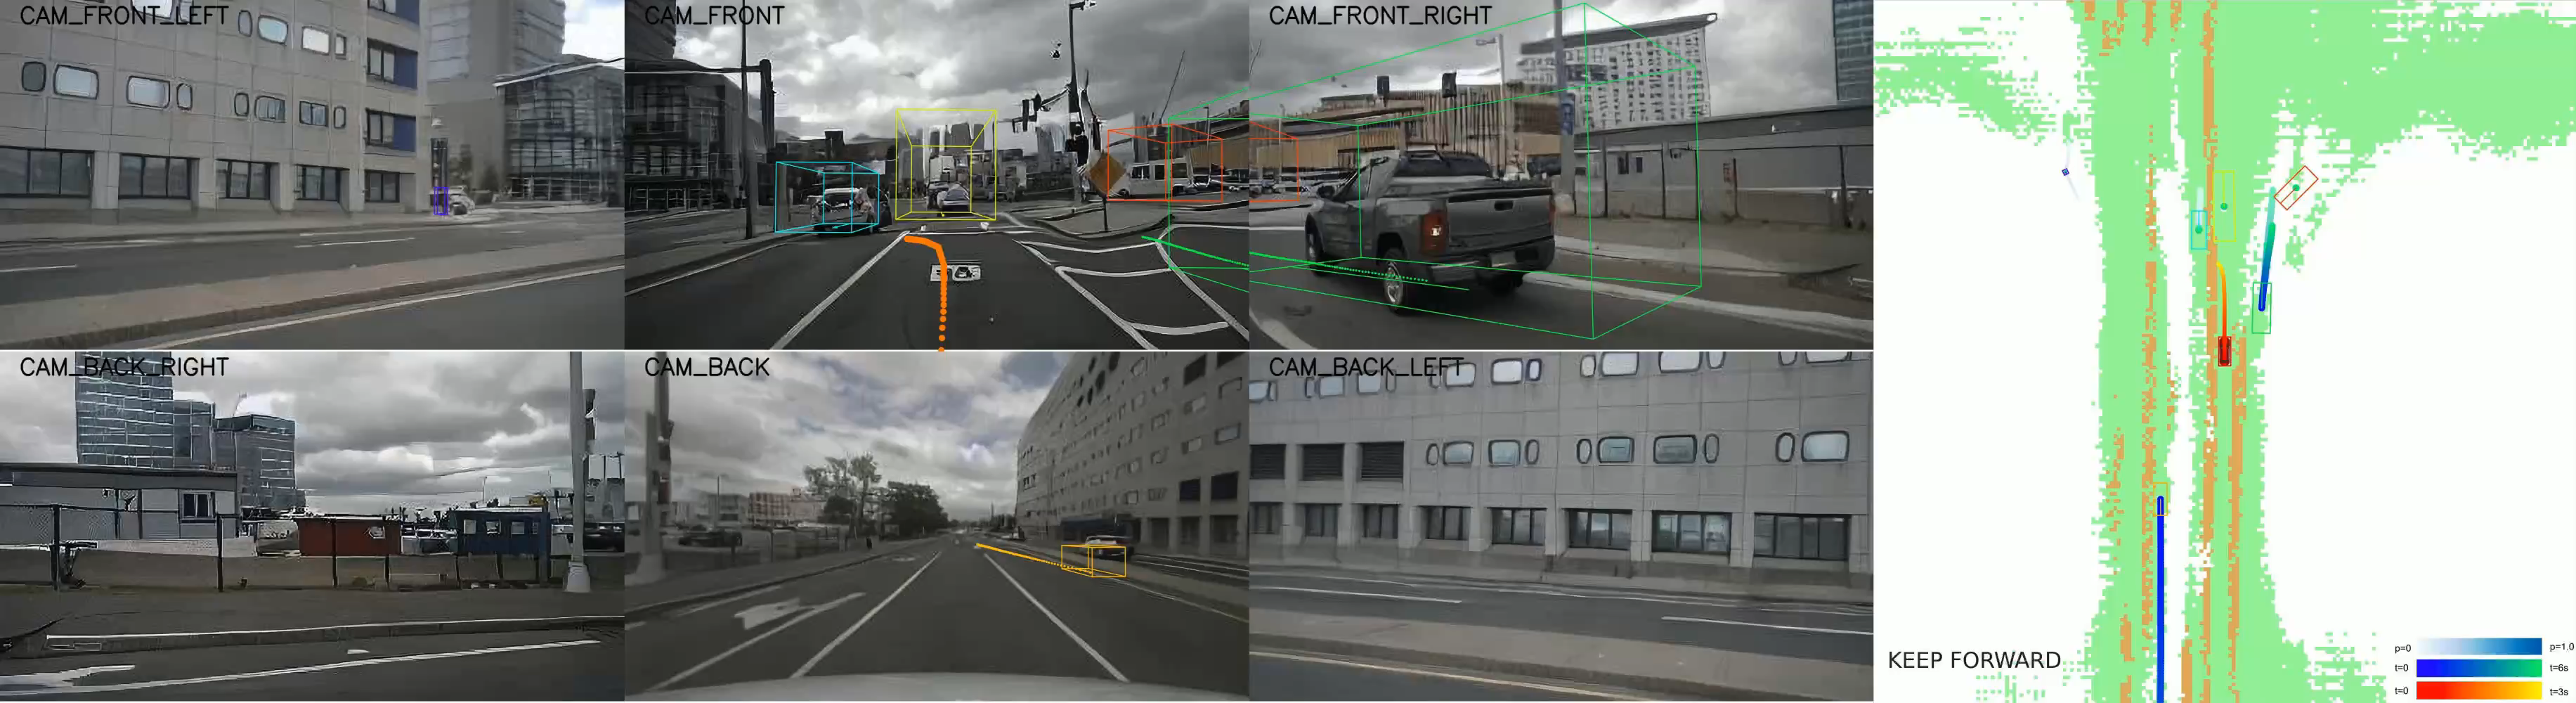 CAM_FRONT_LEFT
CAM_FRONT
CAM_FRONT_RIGHT
CAM_BACK_RIGHT
CAM_BACK
CAM_BACK_LEFT
KEEP FORWARD
p=0 p=1.0
t=0 t=6s
t=0 t=3s